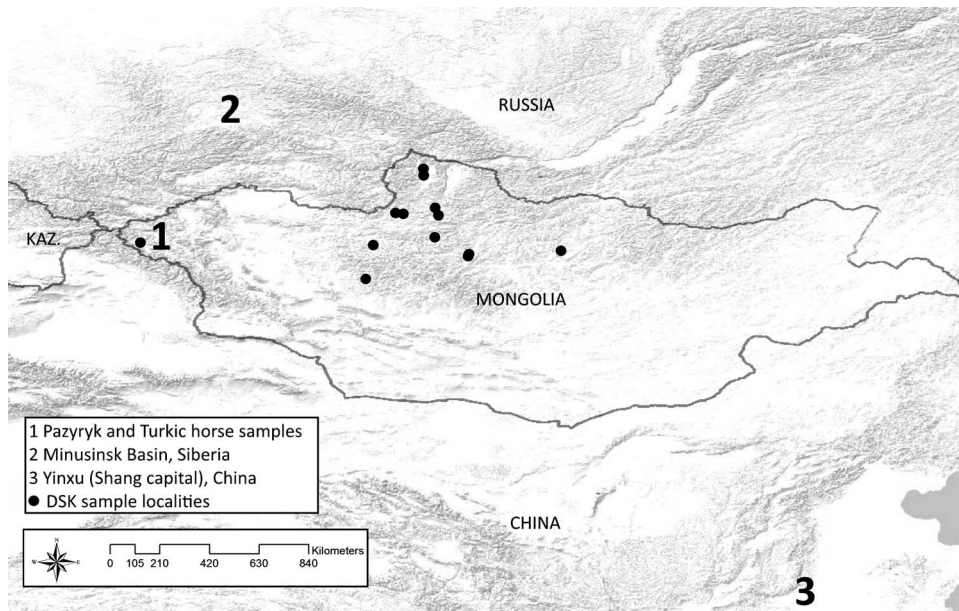 2
RUSSIA
KAZ.
1
MONGOLIA
1 Pazyryk and Turkic horse samples
2 Minusinsk Basin, Siberia
3 Yinxu (Shang capital), China
DSK sample localities
CHINA
N
W E
S
Kilometers
0 105 210 420 630 840
3